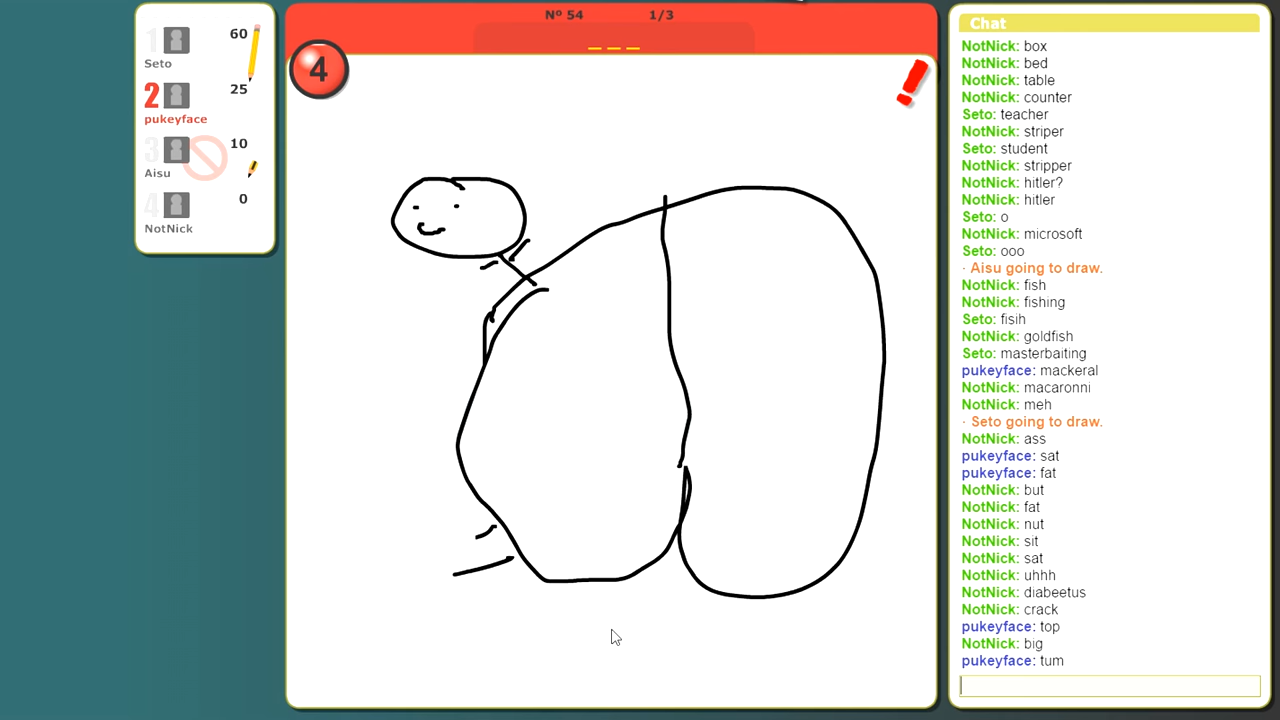 1
60
Seto
2
25
pukeyface
3
10
Aisu
4
0
NotNick
Nº 54
1/3
_ _ _
4
!
Chat
NotNick: box
NotNick: bed
NotNick: table
NotNick: counter
Seto: teacher
NotNick: striper
Seto: student
NotNick: stripper
NotNick: hitler?
NotNick: hitler
Seto: o
NotNick: microsoft
Seto: ooo
· Aisu going to draw.
NotNick: fish
NotNick: fishing
Seto: fisih
NotNick: goldfish
Seto: masterbaiting
pukeyface: mackeral
NotNick: macaronni
NotNick: meh
· Seto going to draw.
NotNick: ass
pukeyface: sat
pukeyface: fat
NotNick: but
NotNick: fat
NotNick: nut
NotNick: sit
NotNick: sat
NotNick: uhhh
NotNick: diabeetus
NotNick: crack
pukeyface: top
NotNick: big
pukeyface: tum